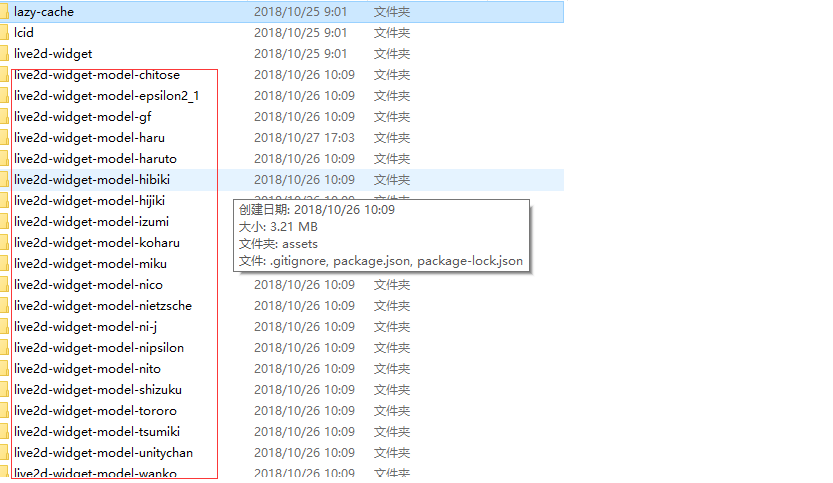 lazy-cache 2018/10/25 9:01 文件夹
lcid 2018/10/25 9:01 文件夹
live2d-widget 2018/10/25 9:01 文件夹
live2d-widget-model-chitose 2018/10/26 10:09 文件夹
live2d-widget-model-epsilon2_1 2018/10/26 10:09 文件夹
live2d-widget-model-gf 2018/10/26 10:09 文件夹
live2d-widget-model-haru 2018/10/27 17:03 文件夹
live2d-widget-model-haruto 2018/10/26 10:09 文件夹
live2d-widget-model-hibiki 2018/10/26 10:09 文件夹
live2d-widget-model-hijiki 2018/10/26 10:09 文件夹
创建日期: 2018/10/26 10:09
大小: 3.21 MB
文件夹: assets
文件: .gitignore, package.json, package-lock.json
live2d-widget-model-izumi
live2d-widget-model-koharu
live2d-widget-model-miku
live2d-widget-model-nico 2018/10/26 10:09 文件夹
live2d-widget-model-nietzsche 2018/10/26 10:09 文件夹
live2d-widget-model-ni-j 2018/10/26 10:09 文件夹
live2d-widget-model-nipsilon 2018/10/26 10:09 文件夹
live2d-widget-model-nito 2018/10/26 10:09 文件夹
live2d-widget-model-shizuku 2018/10/26 10:09 文件夹
live2d-widget-model-tororo 2018/10/26 10:09 文件夹
live2d-widget-model-tsumiki 2018/10/26 10:09 文件夹
live2d-widget-model-unitychan 2018/10/26 10:09 文件夹
live2d-widget-model-wanko 2018/10/26 10:09 文件夹